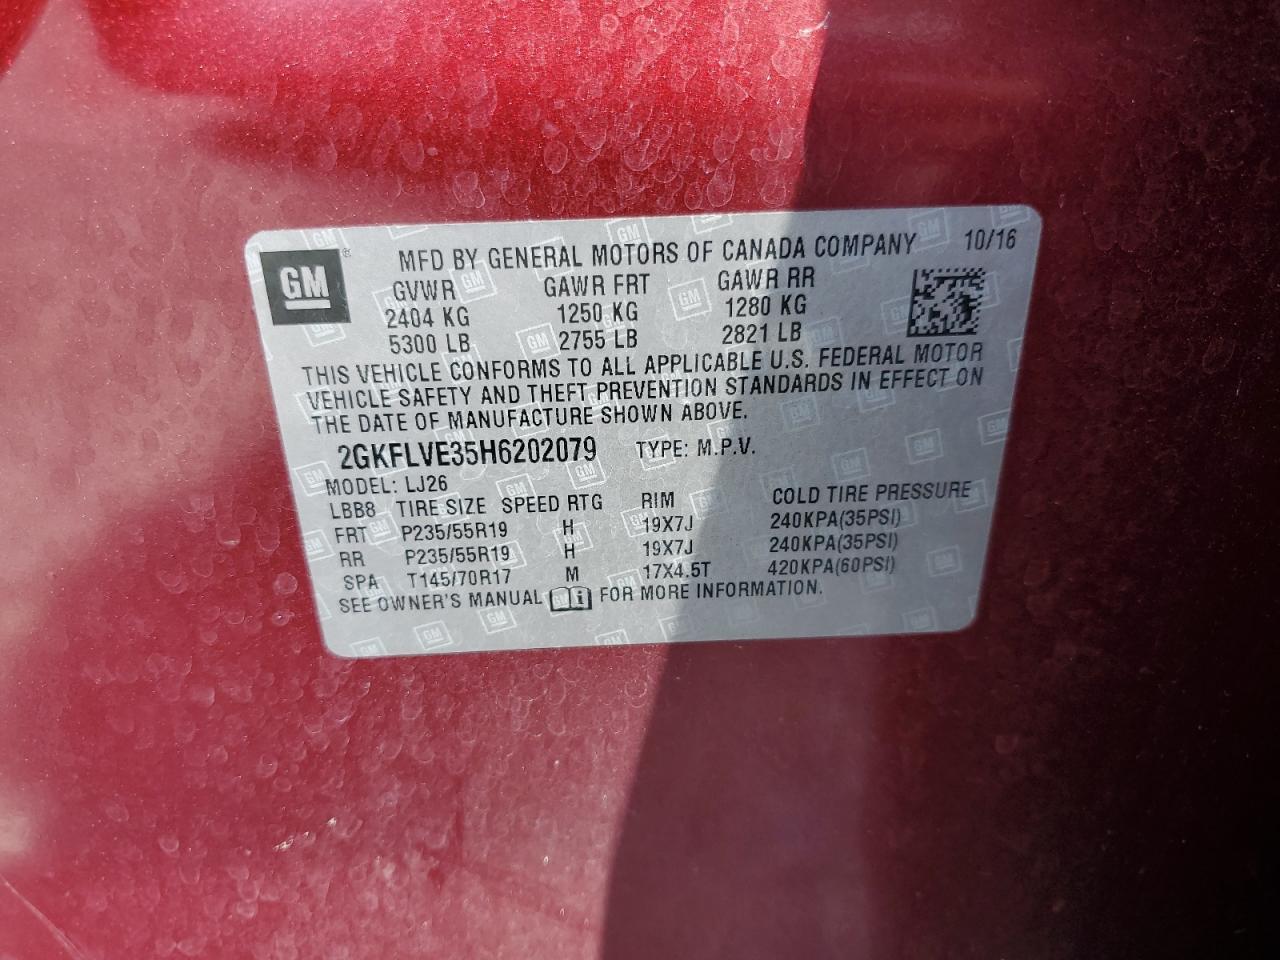 GM ® MFD BY GENERAL MOTORS OF CANADA COMPANY 10/16
GVWR GAWR FRT GAWR RR
2404 KG 1250 KG 1280 KG
5300 LB 2755 LB 2821 LB
THIS VEHICLE CONFORMS TO ALL APPLICABLE U.S. FEDERAL MOTOR
VEHICLE SAFETY AND THEFT PREVENTION STANDARDS IN EFFECT ON
THE DATE OF MANUFACTURE SHOWN ABOVE.
2GKFLVE35H6202079 TYPE: M.P.V.
MODEL: LJ26
LBB8 TIRE SIZE SPEED RTG RIM COLD TIRE PRESSURE
FRT P235/55R19 H 19X7J 240KPA(35PSI)
RR P235/55R19 H 19X7J 240KPA(35PSI)
SPA T145/70R17 M 17X4.5T 420KPA(60PSI)
SEE OWNER'S MANUAL FOR MORE INFORMATION.